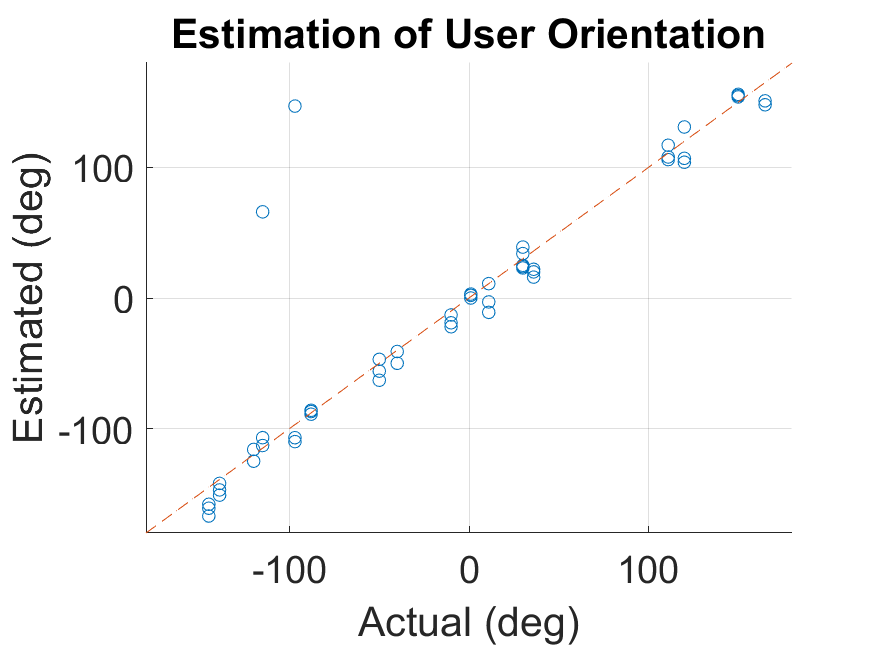 Estimation of User Orientation
100
0
-100
Estimated (deg)
-100 0 100
Actual (deg)